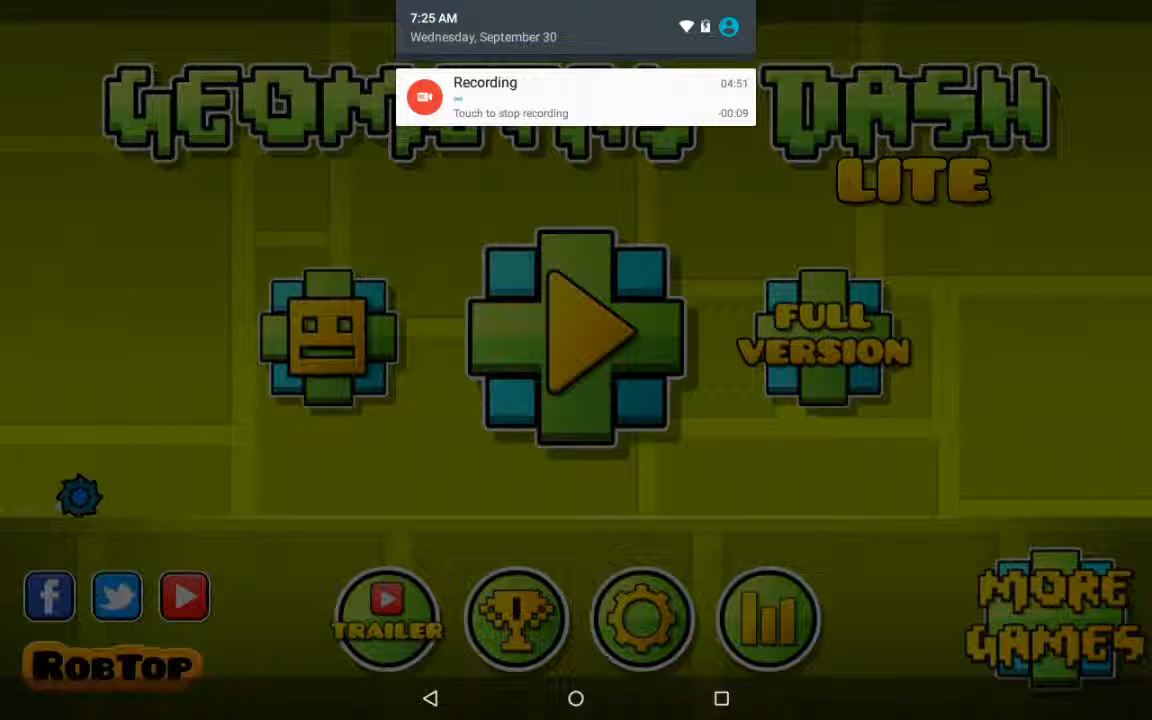 7:25 AM
Wednesday, September 30
Recording
04:51
Touch to stop recording
-00:09
DASH
LITE
FULL
VERSION
TRAILER
ROBTOP
MORE
GAMES